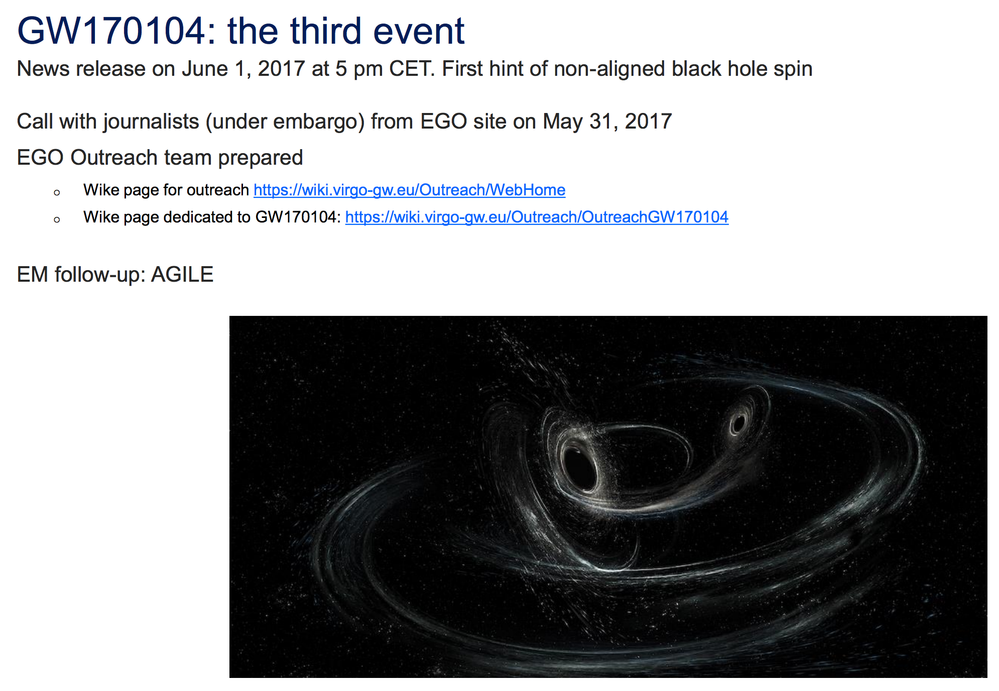 GW170104: the third event
News release on June 1, 2017 at 5 pm CET. First hint of non-aligned black hole spin
Call with journalists (under embargo) from EGO site on May 31, 2017
EGO Outreach team prepared
○ Wike page for outreach https://wiki.virgo-gw.eu/Outreach/WebHome
○ Wike page dedicated to GW170104: https://wiki.virgo-gw.eu/Outreach/OutreachGW170104
EM follow-up: AGILE